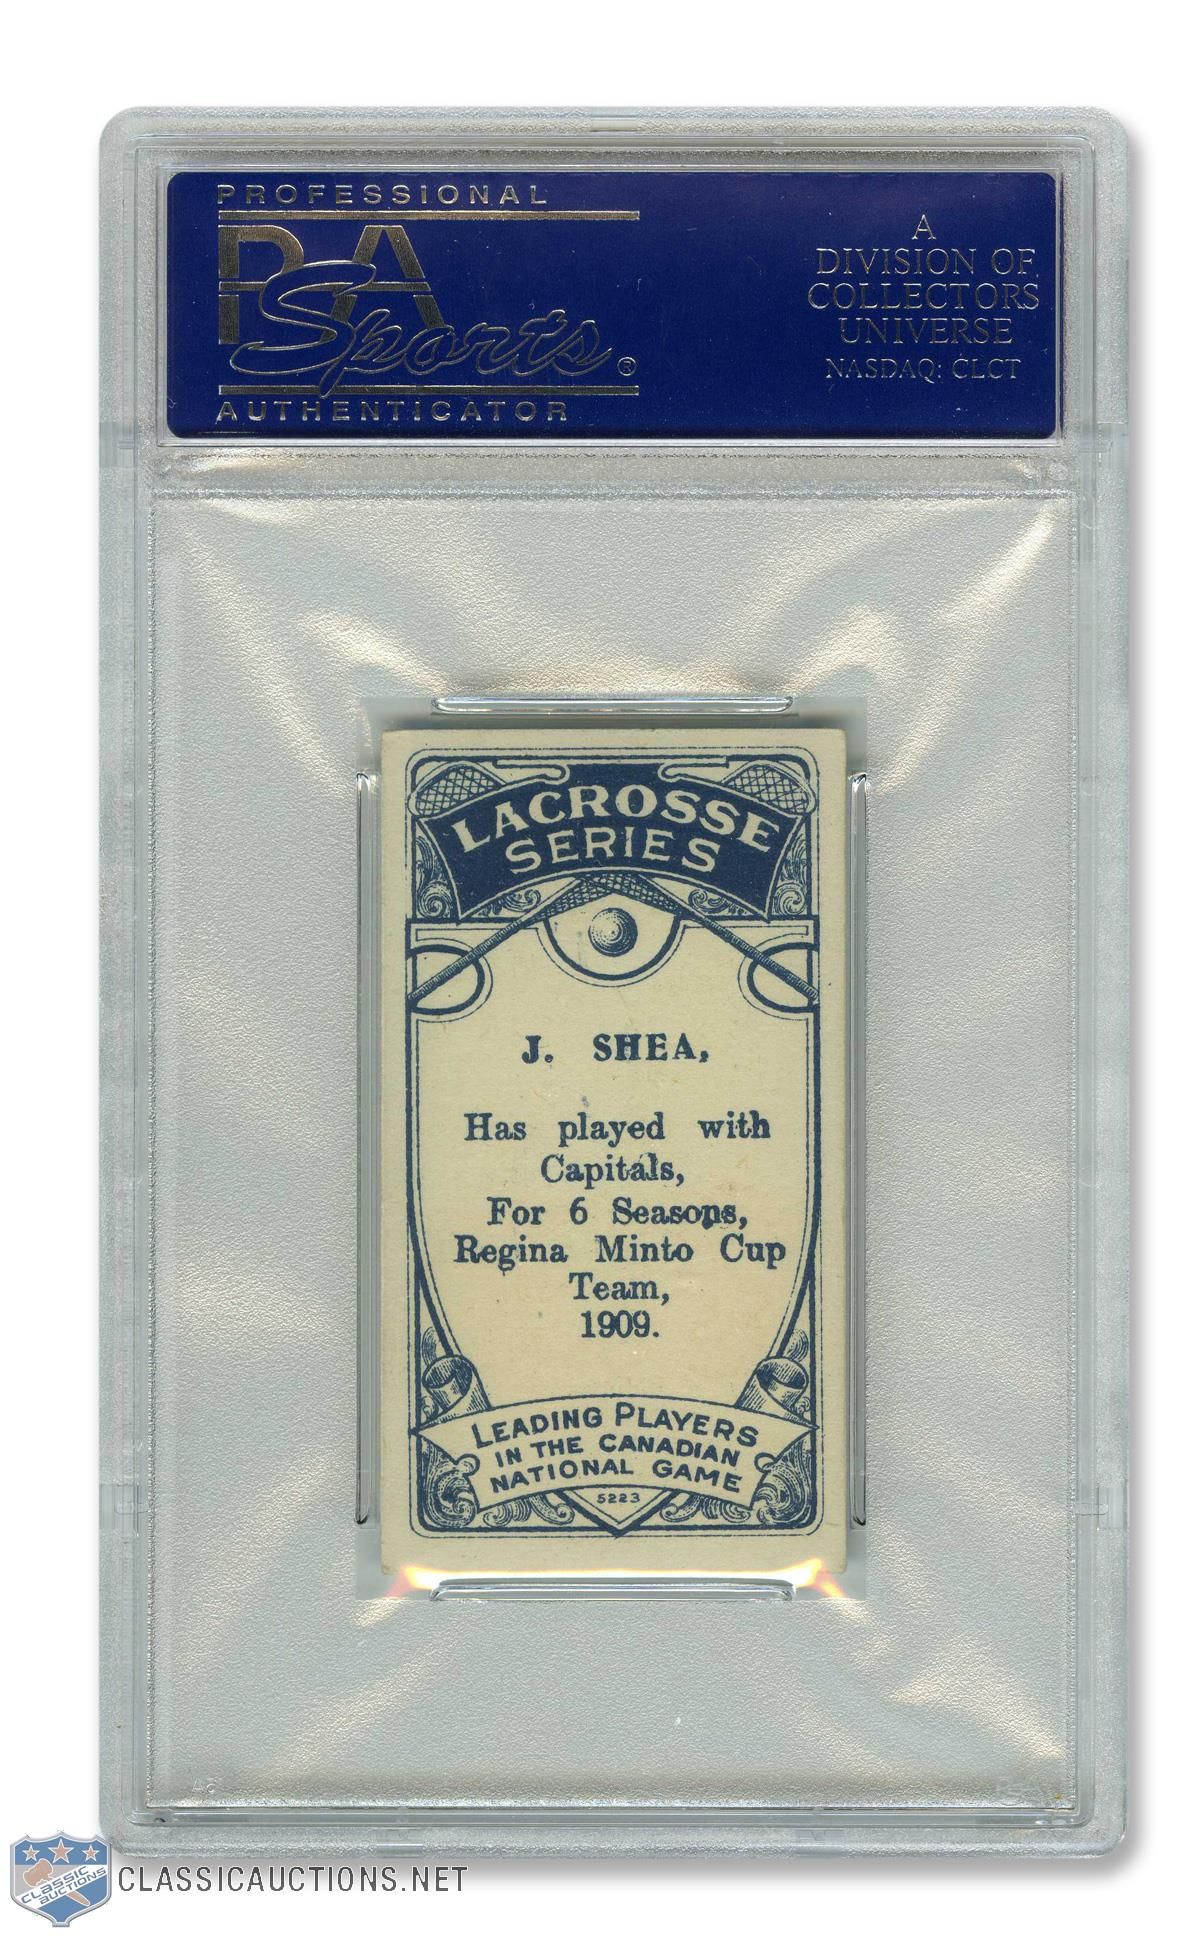 PROFESSIONAL
PSA
Sports®
AUTHENTICATOR
A
DIVISION OF
COLLECTORS
UNIVERSE
NASDAQ: CLCT
LACROSSE
SERIES
J. SHEA,
Has played with
Capitals,
For 6 Seasons,
Regina Minto Cup
Team,
1909.
LEADING PLAYERS
IN THE CANADIAN
NATIONAL GAME
5223
CLASSIC
AUCTIONS
CLASSICAUCTIONS.NET